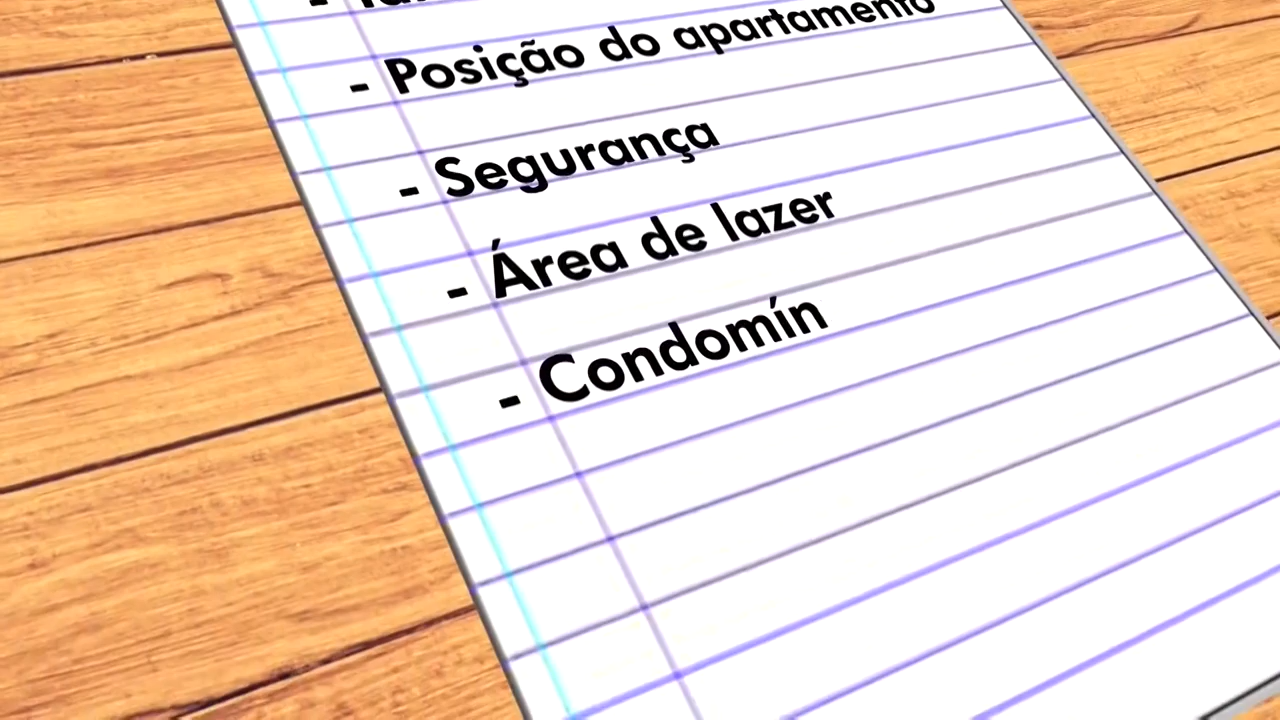 - Posição do apartamento
- Segurança
- Área de lazer
- Condomín